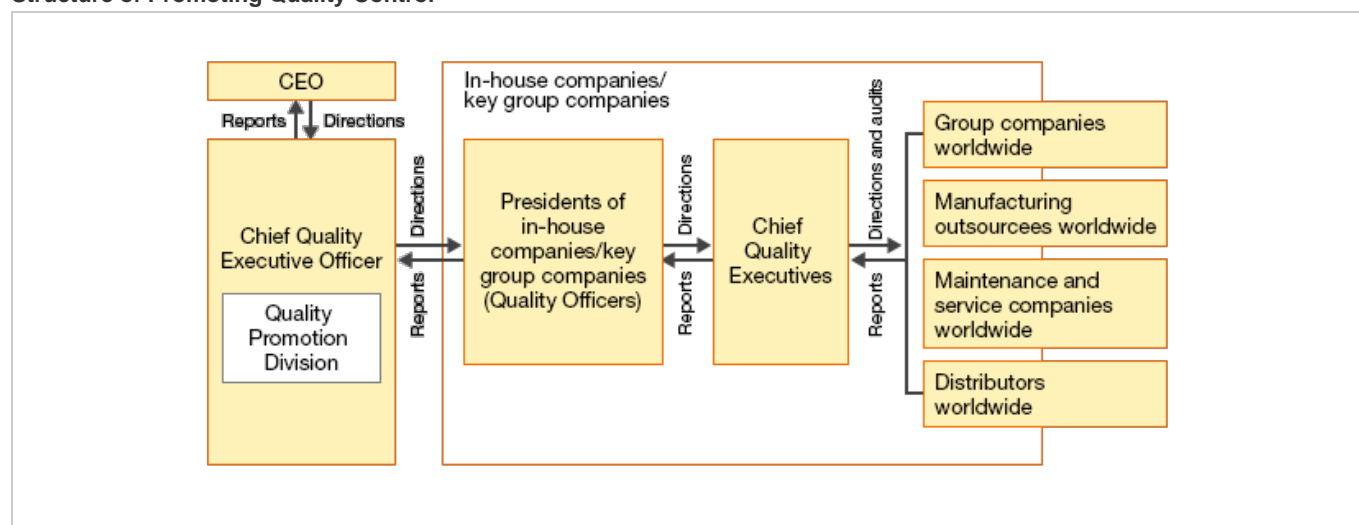 Structure of Promoting Quality Control
CEO
Reports
Directions
Chief Quality
Executive Officer
Quality
Promotion
Division
Directions
Reports
In-house companies/
key group companies
Presidents of
in-house
companies/key
group companies
(Quality Officers)
Directions
Reports
Chief
Quality
Executives
Directions and audits
Reports
Group companies
worldwide
Manufacturing
outsourcees worldwide
Maintenance and
service companies
worldwide
Distributors
worldwide